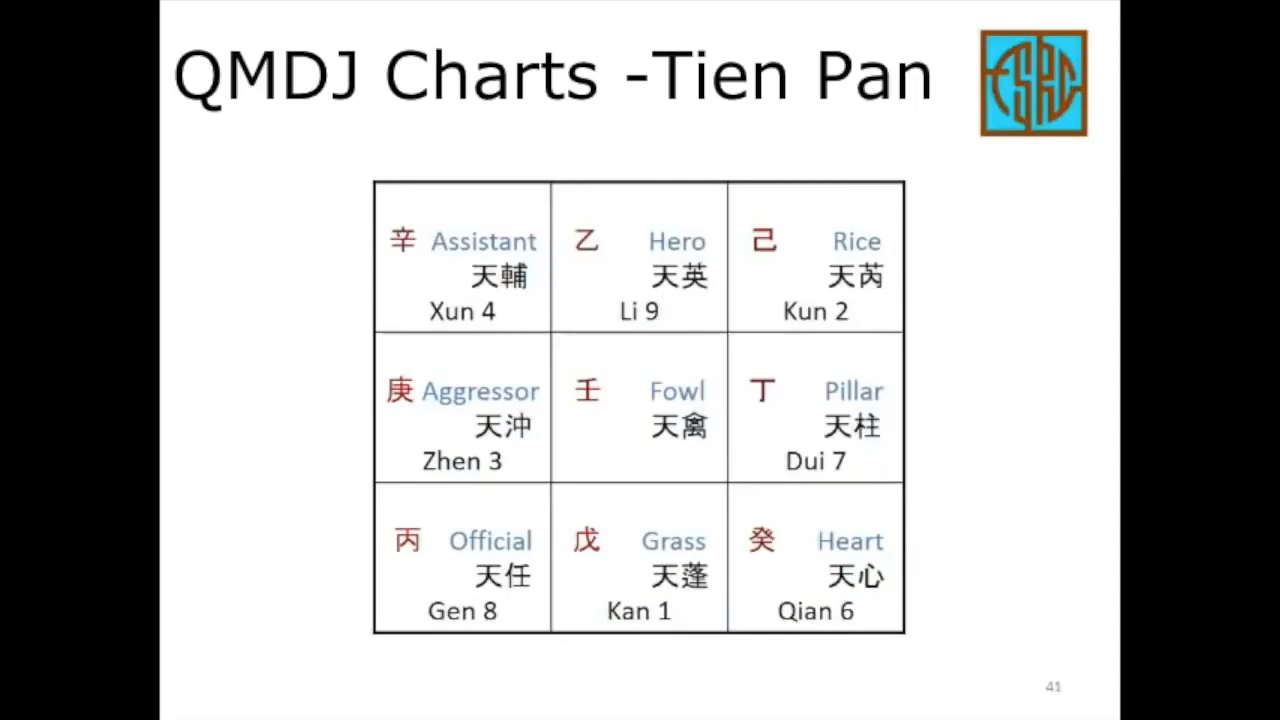 QMDJ Charts -Tien Pan
FSRC
辛 Assistant
天輔
Xun 4
乙 Hero
天英
Li 9
己 Rice
天芮
Kun 2
庚 Aggressor
天沖
Zhen 3
壬 Fowl
天禽
丁 Pillar
天柱
Dui 7
丙 Official
天任
Gen 8
戊 Grass
天蓬
Kan 1
癸 Heart
天心
Qian 6
41